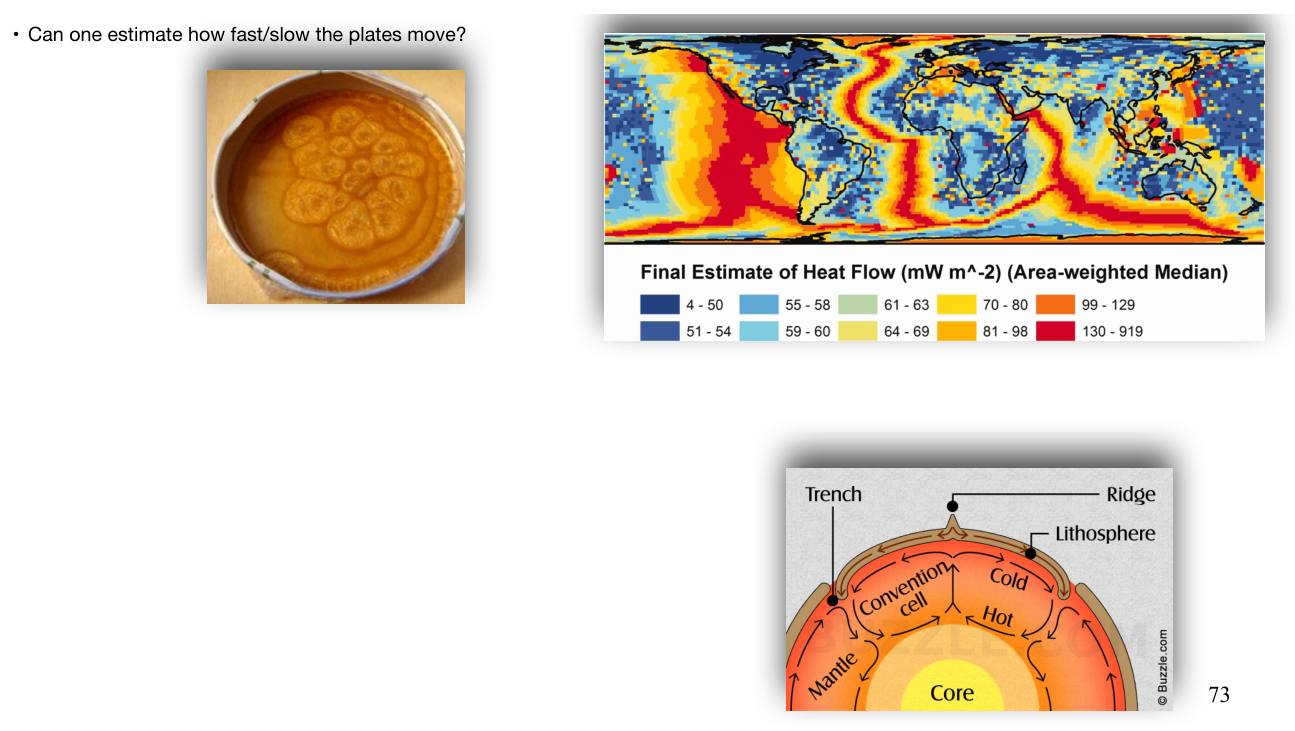 • Can one estimate how fast/slow the plates move?
Final Estimate of Heat Flow (mW m^-2) (Area-weighted Median)
4 - 50 55 - 58 61 - 63 70 - 80 99 - 129
51 - 54 59 - 60 64 - 69 81 - 98 130 - 919
Trench
Ridge
Lithosphere
Convention
cell
Cold
Hot
Mantle
Core
© Buzzle.com
73